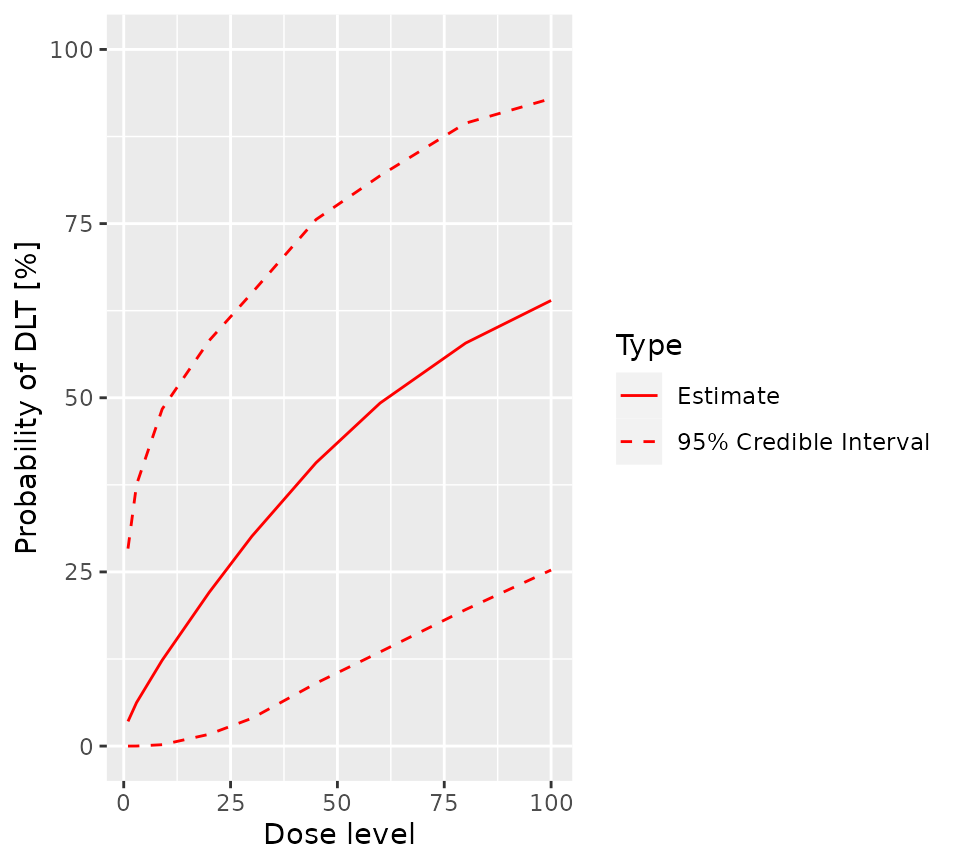 Probability of DLT [%]
100
75
50
25
0
0 25 50 75 100
Dose level
Type
Estimate
95% Credible Interval